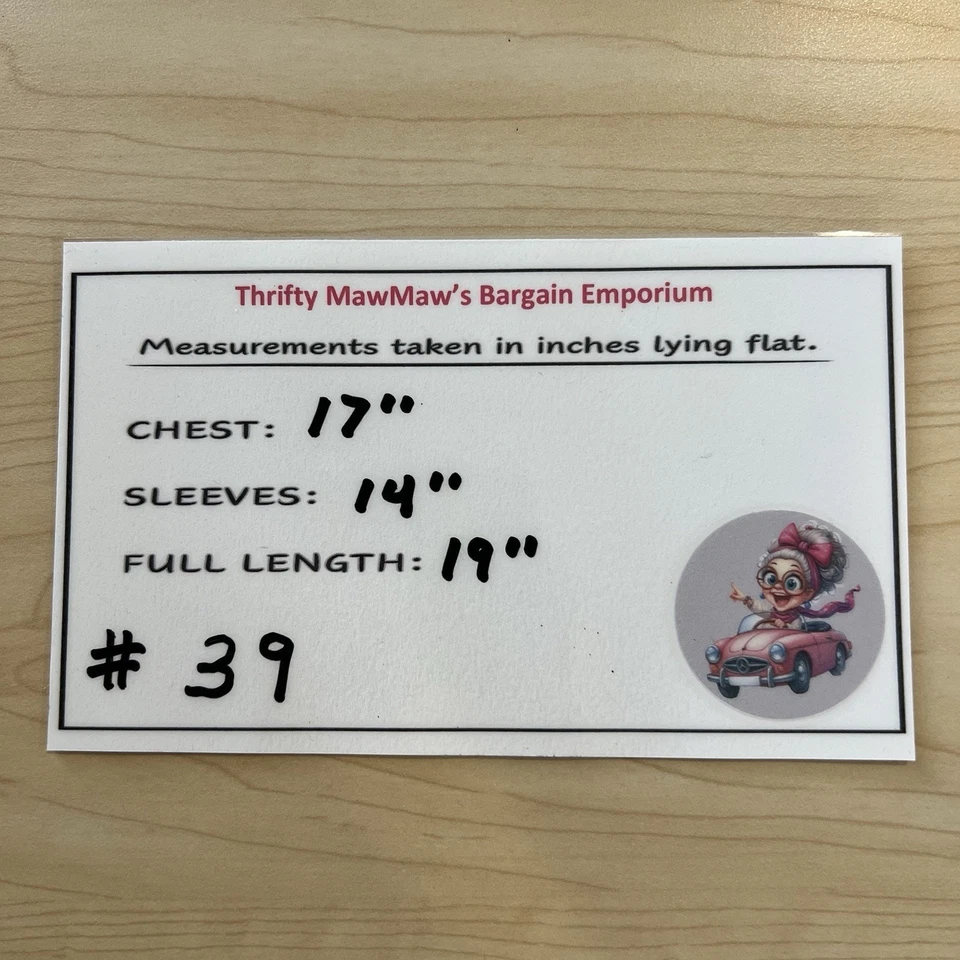 Thrifty MawMaw's Bargain Emporium
Measurements taken in inches lying flat.
CHEST: 17"
SLEEVES: 14"
FULL LENGTH: 19"
# 39